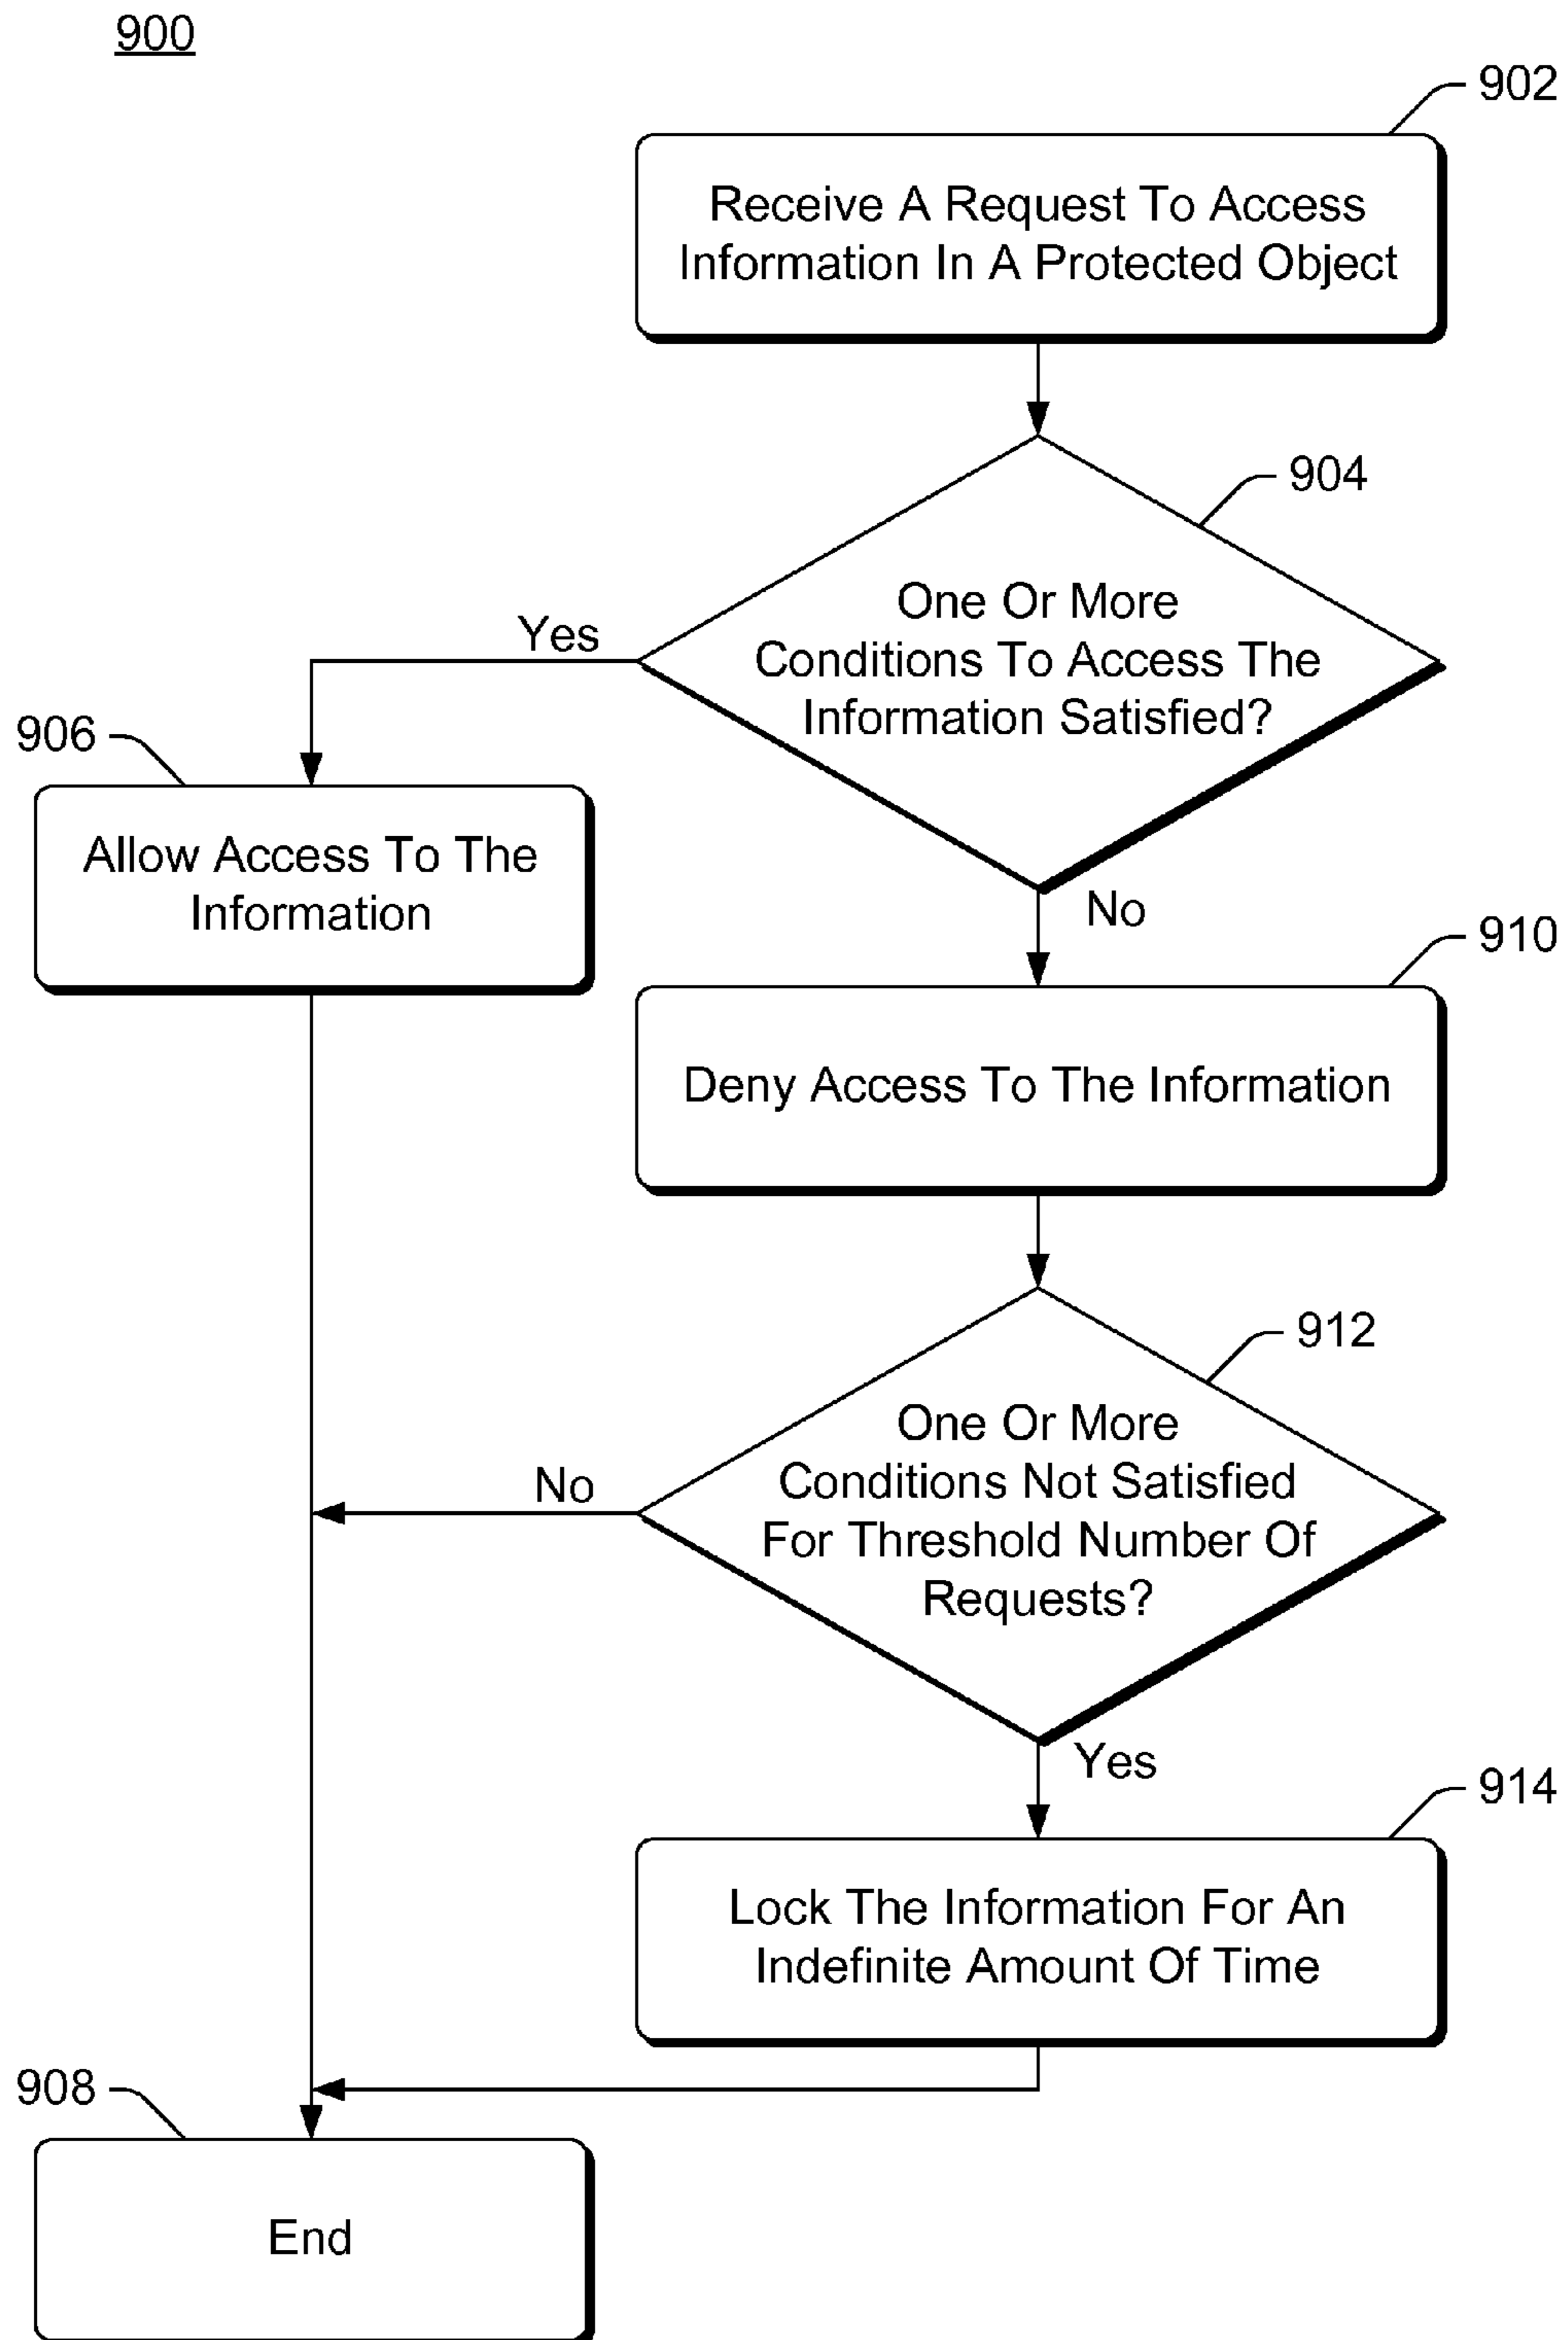 900
902
Receive A Request To Access
Information In A Protected Object
904
One Or More
Conditions To Access The
Information Satisfied?
Yes
906
Allow Access To The
Information
No
910
Deny Access To The Information
912
One Or More
Conditions Not Satisfied
For Threshold Number Of
Requests?
No
Yes
914
Lock The Information For An
Indefinite Amount Of Time
908
End